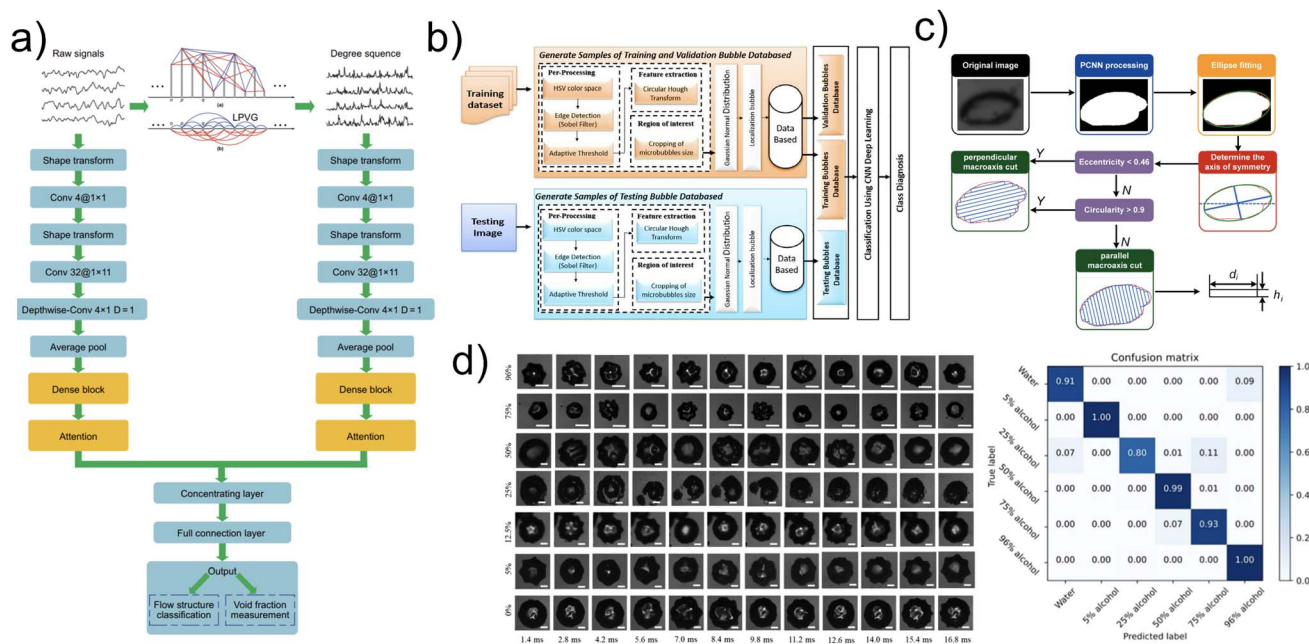 a)
Raw signals
Degree squence
(a)
LPVG
(b)
Shape transform
Conv 4@1×1
Shape transform
Conv 32@1×11
Depthwise-Conv 4×1 D = 1
Average pool
Dense block
Attention
Shape transform
Conv 4@1×1
Shape transform
Conv 32@1×11
Depthwise-Conv 4×1 D = 1
Average pool
Dense block
Attention
Concentrating layer
Full connection layer
Output
Flow structure
classification
Void fraction
measurement
b)
Generate Samples of Training and Validation Bubble Databased
Training
dataset
Per-Processing
HSV color space
Edge Detection
(Sobel Filter)
Adaptive Threshold
Feature extraction
Circular Hough
Transform
Region of interest
Cropping of
microbubbles size
Gaussian Normal Distribution
Localization bubble
Data
Based
Generate Samples of Testing Bubble Databased
Testing
Image
Per-Processing
HSV color space
Edge Detection
(Sobel Filter)
Adaptive Threshold
Feature extraction
Circular Hough
Transform
Region of interest
Cropping of
microbubbles size
Gaussian Normal Distribution
Localization bubble
Data
Based
Validation Bubbles
Database
Training Bubbles
Database
Testing Bubbles
Database
Classification Using CNN Deep Learning
Class Diagnosis
c)
Original image
PCNN processing
Ellipse fitting
perpendicular
macroaxis cut
Y
Eccentricity < 0.46
Determine the
axis of symmetry
N
Y
Circularity > 0.9
N
parallel
macroaxis cut
di
hi
d)
96%
75%
50%
25%
12.5%
5%
0%
1.4 ms 2.8 ms 4.2 ms 5.6 ms 7.0 ms 8.4 ms 9.8 ms 11.2 ms 12.6 ms 14.0 ms 15.4 ms 16.8 ms
Confusion matrix
True label
Water
5% alcohol
25% alcohol
50% alcohol
75% alcohol
96% alcohol
0.91 0.00 0.00 0.00 0.00 0.09
0.00 1.00 0.00 0.00 0.00 0.00
0.07 0.00 0.80 0.01 0.11 0.00
0.00 0.00 0.00 0.99 0.01 0.00
0.00 0.00 0.00 0.07 0.93 0.00
0.00 0.00 0.00 0.00 0.00 1.00
Water
5% alcohol
25% alcohol
50% alcohol
75% alcohol
96% alcohol
Predicted label
1.0
0.8
0.6
0.4
0.2
0.0